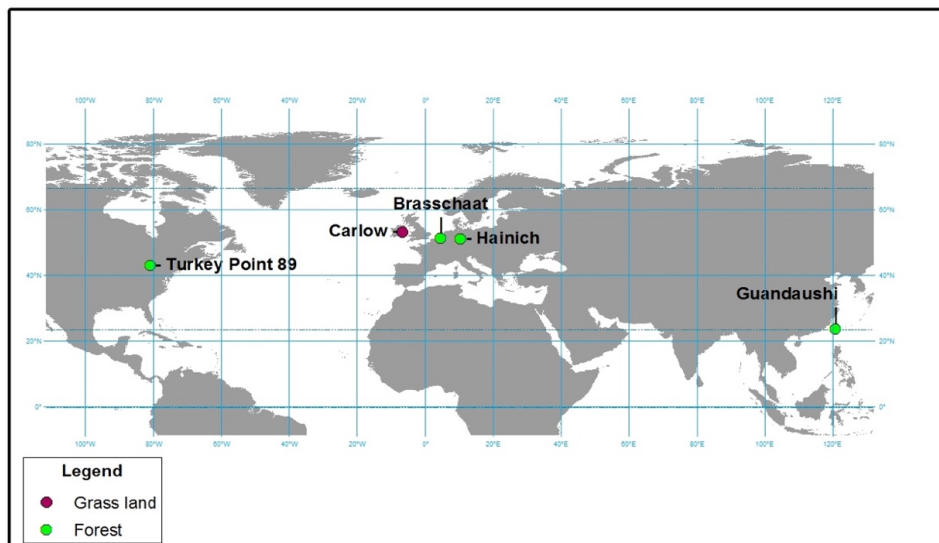 100°W 80°W 60°W 40°W 20°W 0° 20°E 40°E 60°E 80°E 100°E 120°E
80°N 80°N
60°N 60°N
Brasschaat
Carlow
Hainich
Turkey Point 89
40°N 40°N
Guandaushi
20°N 20°N
0° 0°
100°W 80°W 60°W 40°W 20°W 0° 20°E 40°E 60°E 80°E 100°E 120°E
Legend
Grass land
Forest